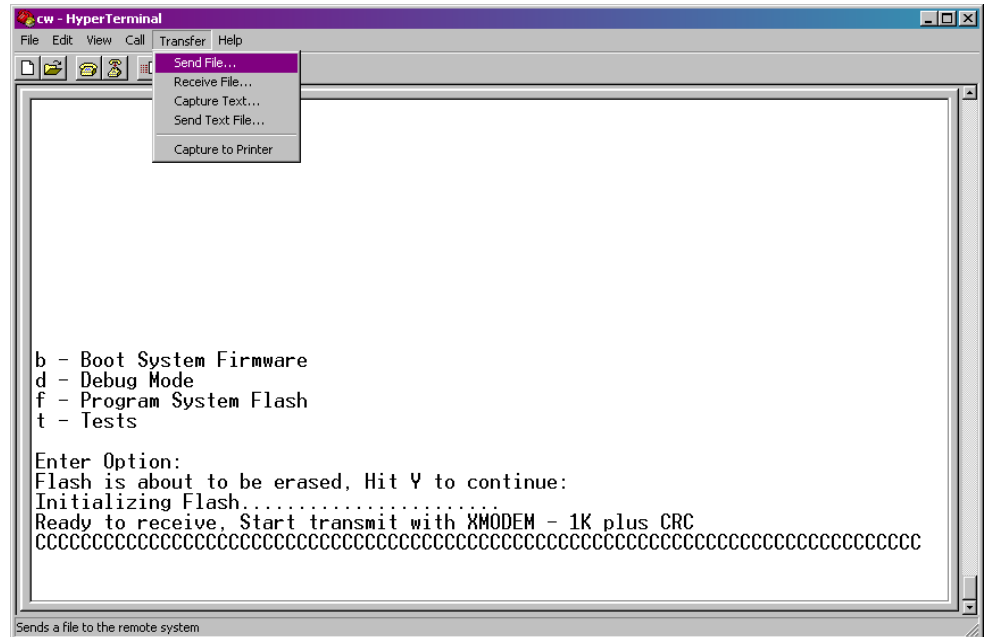 cw - HyperTerminal
File Edit View Call Transfer Help
Send File...
Receive File...
Capture Text...
Send Text File...
Capture to Printer
b - Boot System Firmware
d - Debug Mode
f - Program System Flash
t - Tests
Enter Option:
Flash is about to be erased, Hit Y to continue:
Initializing Flash.......................
Ready to receive, Start transmit with XMODEM - 1K plus CRC
CCCCCCCCCCCCCCCCCCCCCCCCCCCCCCCCCCCCCCCCCCCCCCCCCCCCCCCCCCCCCCCCCCCCCCCCCCCCCC
Sends a file to the remote system